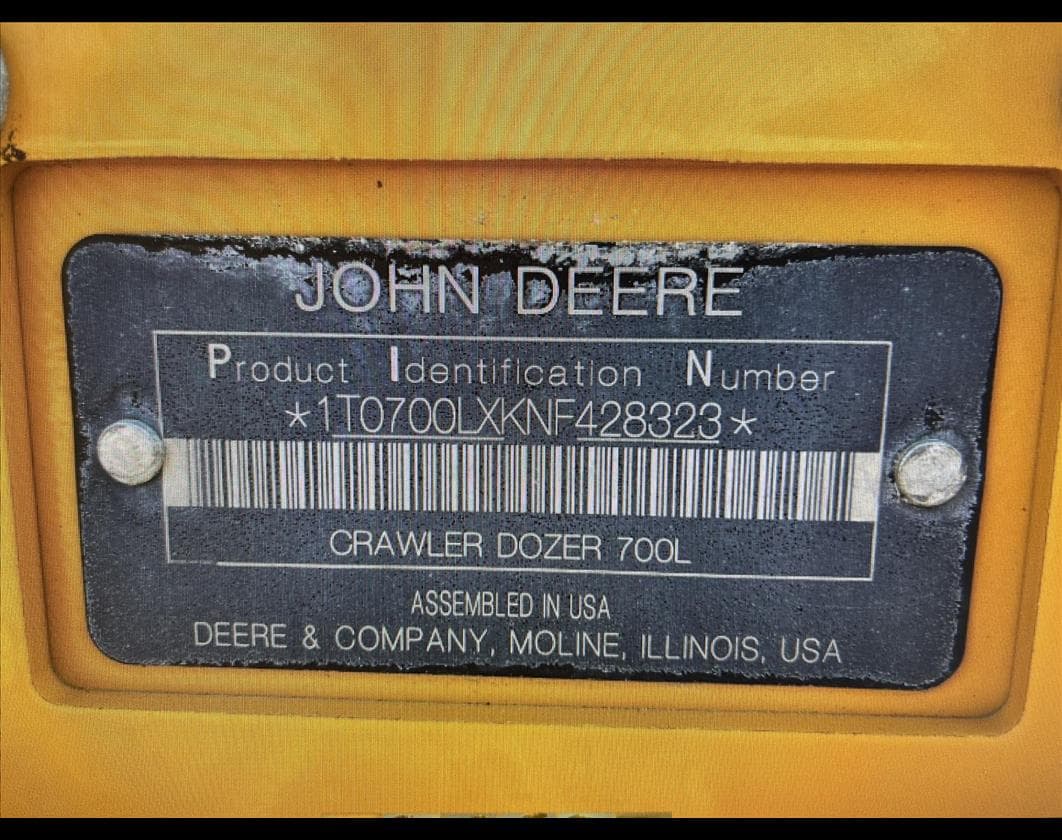 JOHN DEERE
Product Identification Number
*1T0700LXKNF428323*
CRAWLER DOZER 700L
ASSEMBLED IN USA
DEERE & COMPANY, MOLINE, ILLINOIS, USA